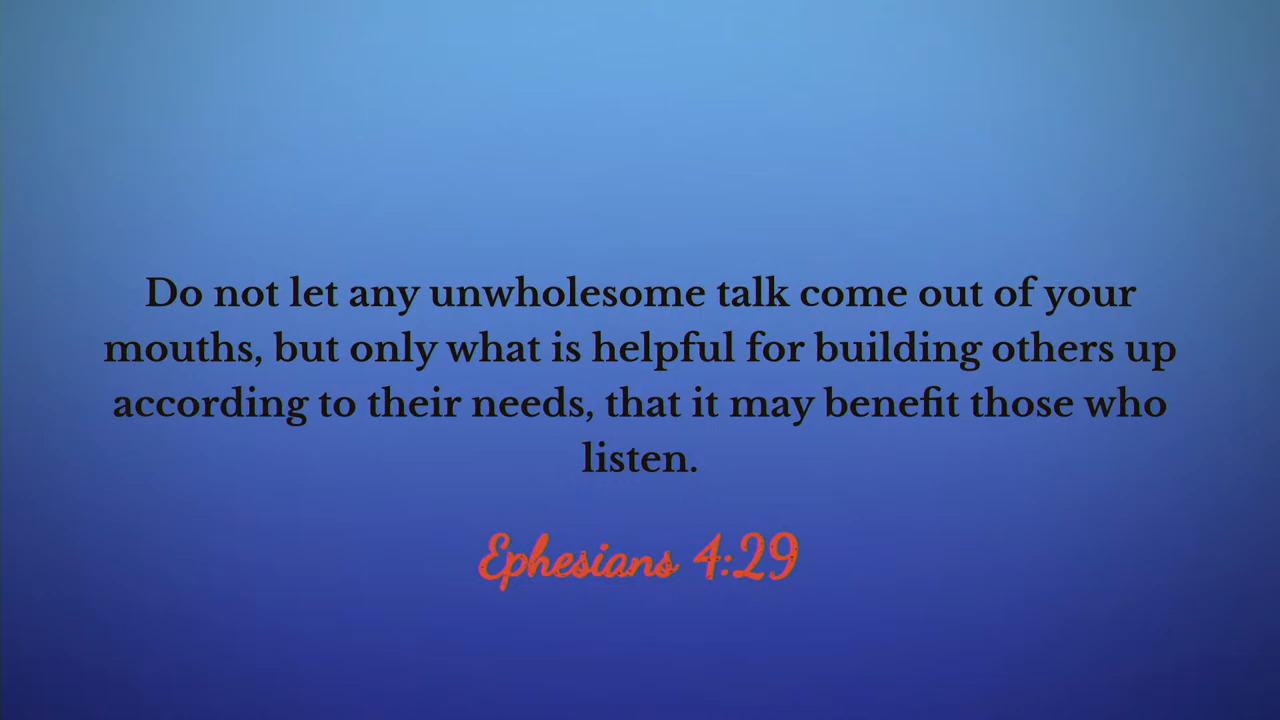 Do not let any unwholesome talk come out of your
mouths, but only what is helpful for building others up
according to their needs, that it may benefit those who
listen.
Ephesians 4:29